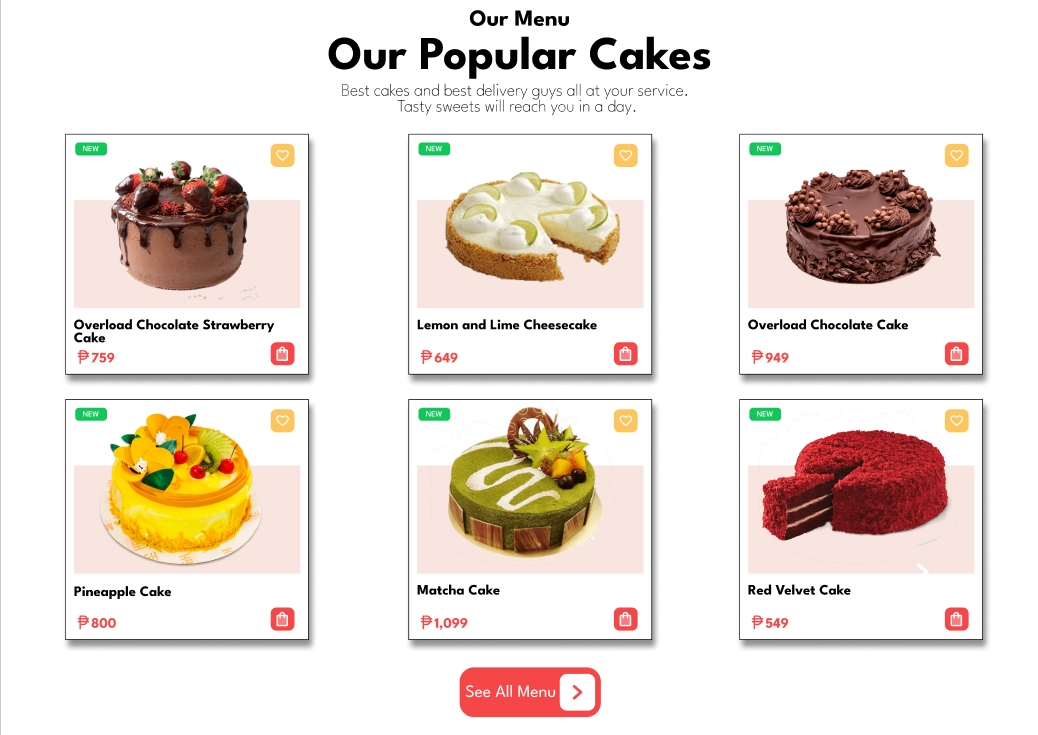 Our Menu
Our Popular Cakes
Best cakes and best delivery guys all at your service.
Tasty sweets will reach you in a day.
NEW
Overload Chocolate Strawberry
Cake
₱759
NEW
Lemon and Lime Cheesecake
₱649
NEW
Overload Chocolate Cake
₱949
NEW
Pineapple Cake
₱800
NEW
Matcha Cake
₱1,099
NEW
Red Velvet Cake
₱549
See All Menu